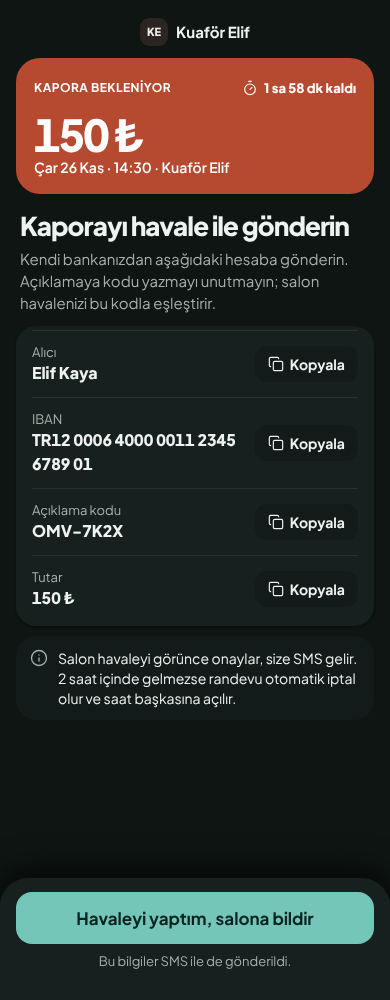 KE Kuaför Elif
KAPORA BEKLENİYOR
1 sa 58 dk kaldı
150 ₺
Çar 26 Kas · 14:30 · Kuaför Elif
Kaporayı havale ile gönderin
Kendi bankanızdan aşağıdaki hesaba gönderin.
Açıklamaya kodu yazmayı unutmayın; salon
havalenizi bu kodla eşleştirir.
Alıcı
Elif Kaya
Kopyala
IBAN
TR12 0006 4000 0011 2345
6789 01
Kopyala
Açıklama kodu
OMV-7K2X
Kopyala
Tutar
150 ₺
Kopyala
Salon havaleyi görünce onaylar, size SMS gelir.
2 saat içinde gelmezse randevu otomatik iptal
olur ve saat başkasına açılır.
Havaleyi yaptım, salona bildir
Bu bilgiler SMS ile de gönderildi.